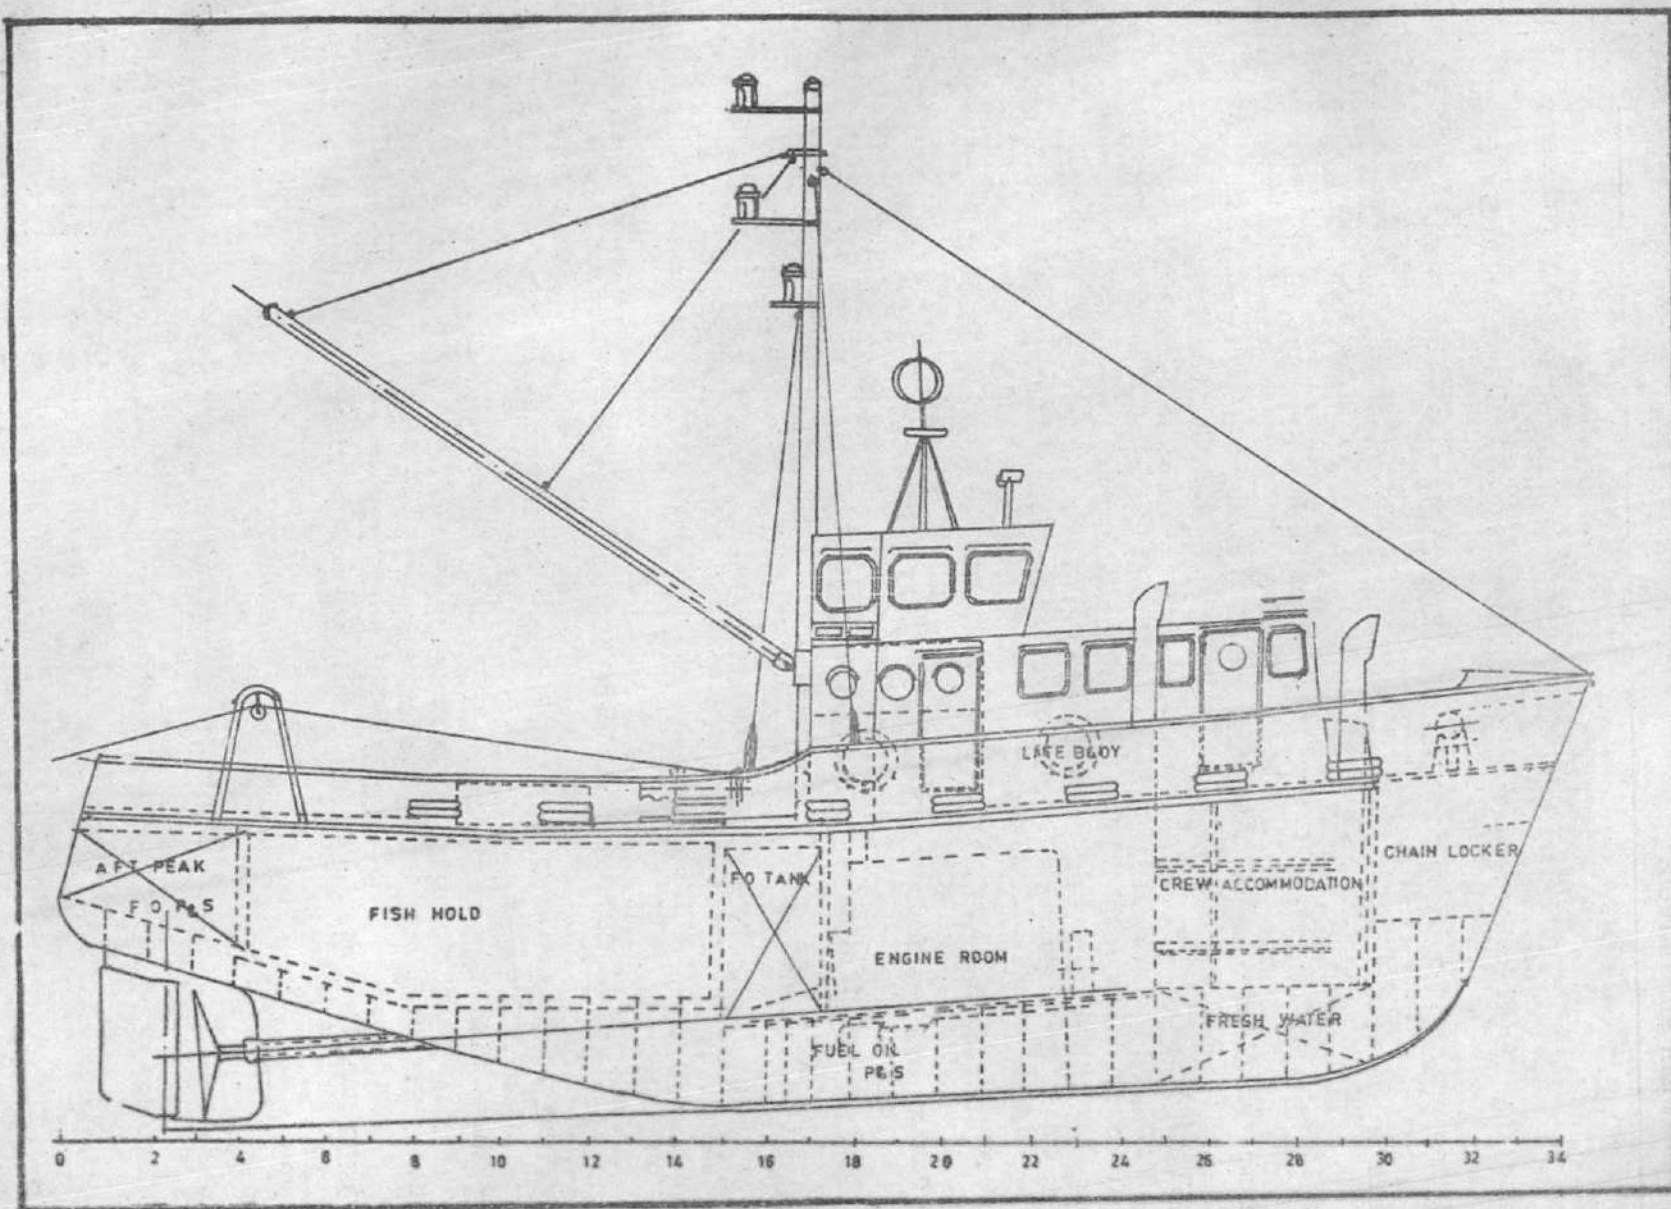 LIFE BUOY
AFT PEAK
F O P&S
FISH HOLD
FO TANK
ENGINE ROOM
CREW ACCOMMODATION
CHAIN LOCKER
FRESH WATER
FUEL OIL
P&S
0 2 4 6 8 10 12 14 16 18 20 22 24 26 28 30 32 34